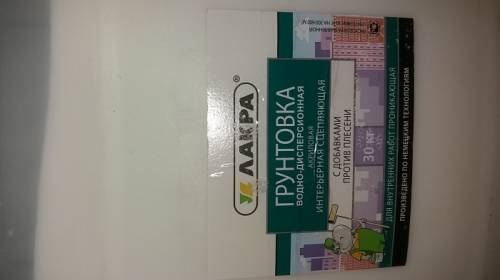 ЛАКРА®
ГРУНТОВКА
ВОДНО-ДИСПЕРСИОННАЯ
АКРИЛОВАЯ
ИНТЕРЬЕРНАЯ СЦЕПЛЯЮЩАЯ
С ДОБАВКАМИ
ПРОТИВ ПЛЕСЕНИ
30 кг
ДЛЯ ВНУТРЕННИХ РАБОТ ПРОНИКАЮЩАЯ
ПРОИЗВЕДЕНО ПО НЕМЕЦКИМ ТЕХНОЛОГИЯМ